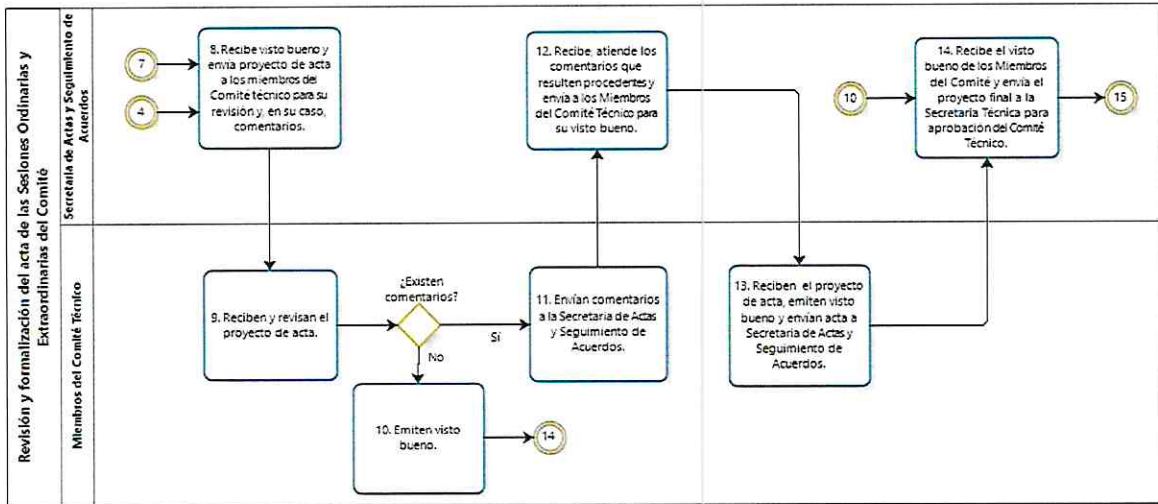 Revisión y formalización del acta de las Sesiones Ordinarias y
Extraordinarias del Comité
Secretaria de Actas y Seguimiento de
Acuerdos
7
4
8. Recibe visto bueno y
envía proyecto de acta
a los miembros del
Comité técnico para su
revisión y, en su caso,
comentarios.
12. Recibe, atiende los
comentarios que
resulten procedentes y
envía a los Miembros
del Comité Técnico para
su visto bueno.
10
14. Recibe el visto
bueno de los Miembros
del Comité y envía el
proyecto final a la
Secretaria Técnica para
aprobación del Comité
Técnico.
15
Miembros del Comité Técnico
9. Reciben y revisan el
proyecto de acta.
¿Existen
comentarios?
Sí
No
11. Envían comentarios
a la Secretaria de Actas
y Seguimiento de
Acuerdos.
13. Reciben el proyecto
de acta, emiten visto
bueno y envían acta a
Secretaria de Actas y
Seguimiento de
Acuerdos.
10. Emiten visto
bueno.
14